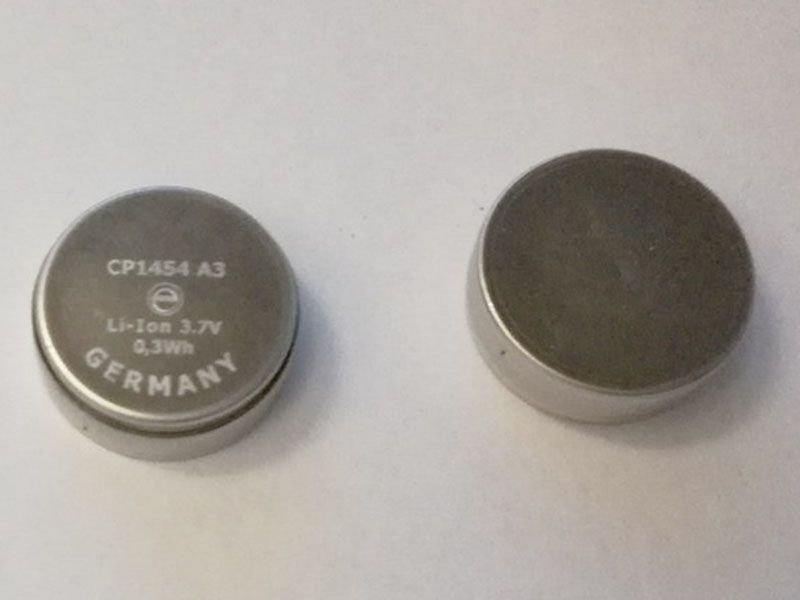 CP1454 A3
Li-Ion 3.7V
0,3Wh
GERMANY